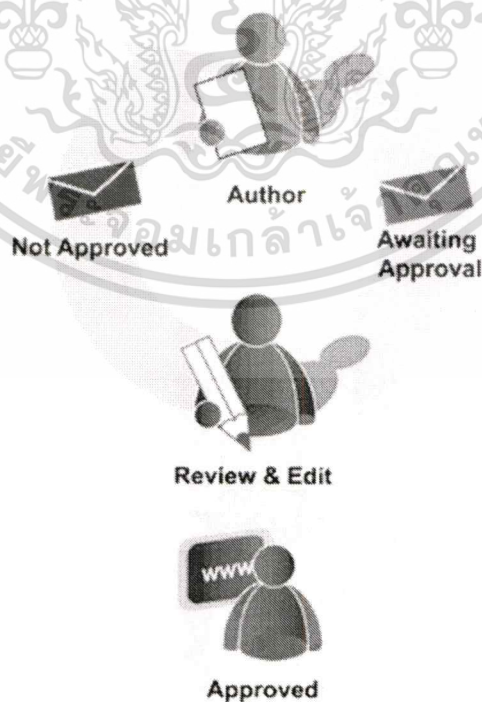 Author
Not Approved
Awaiting
Approval
Review & Edit
www
Approved